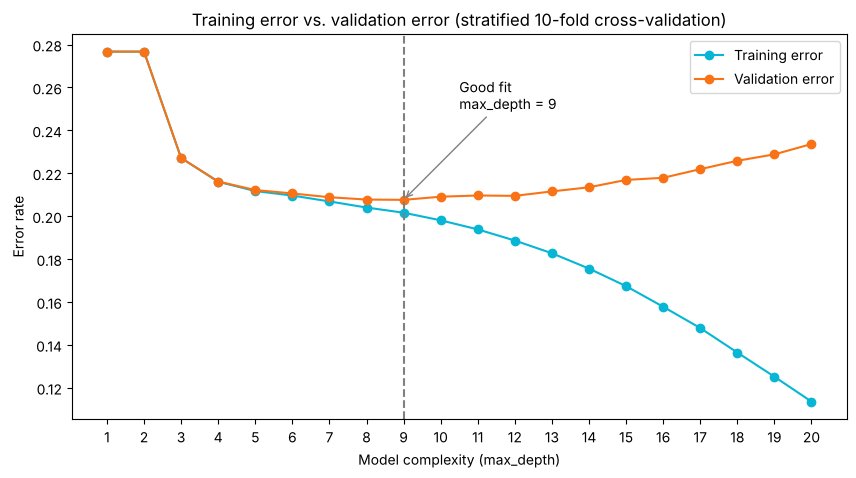 Training error vs. validation error (stratified 10-fold cross-validation)
Training error
Validation error
Good fit
max_depth = 9
Error rate
0.28
0.26
0.24
0.22
0.20
0.18
0.16
0.14
0.12
1 2 3 4 5 6 7 8 9 10 11 12 13 14 15 16 17 18 19 20
Model complexity (max_depth)